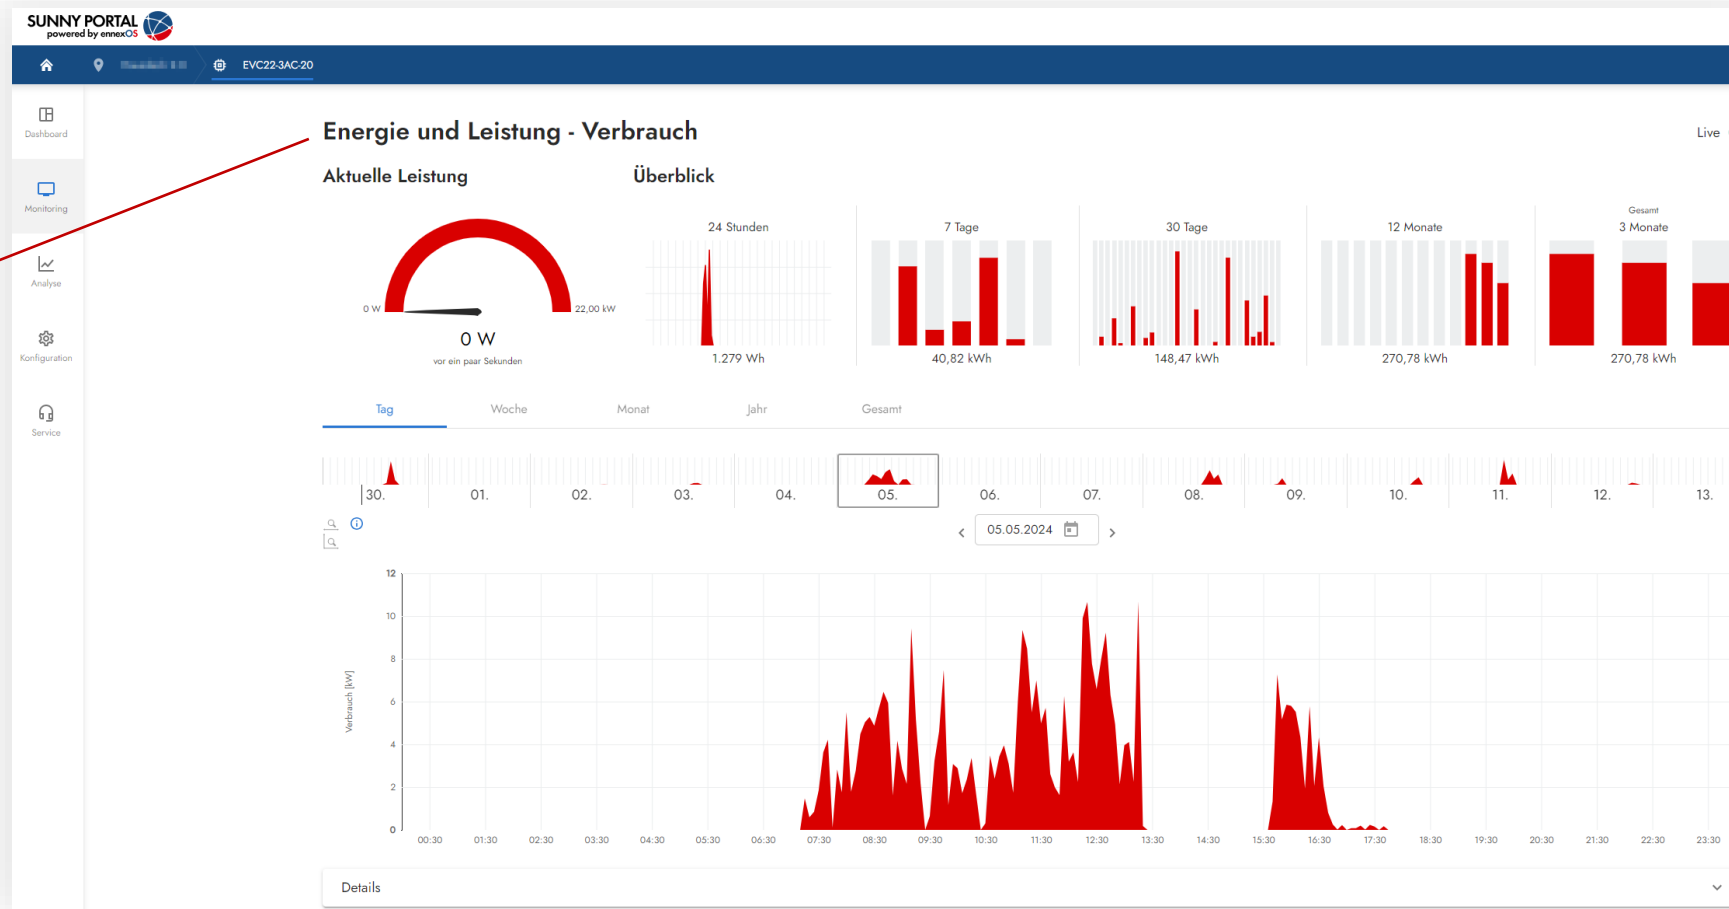 SUNNY PORTAL
powered by ennexOS
EVC22-3AC-20
Dashboard
Monitoring
Analyse
Konfiguration
Service
Energie und Leistung - Verbrauch
Live
Aktuelle Leistung
Überblick
0 W
22,00 kW
0 W
vor ein paar Sekunden
24 Stunden
1.279 Wh
7 Tage
40,82 kWh
30 Tage
148,47 kWh
12 Monate
270,78 kWh
Gesamt
3 Monate
270,78 kWh
Tag Woche Monat Jahr Gesamt
30. 01. 02. 03. 04. 05. 06. 07. 08. 09. 10. 11. 12. 13.
05.05.2024
Verbrauch [kW]
12
10
8
6
4
2
0
00:30 01:30 02:30 03:30 04:30 05:30 06:30 07:30 08:30 09:30 10:30 11:30 12:30 13:30 14:30 15:30 16:30 17:30 18:30 19:30 20:30 21:30 22:30 23:30
Details